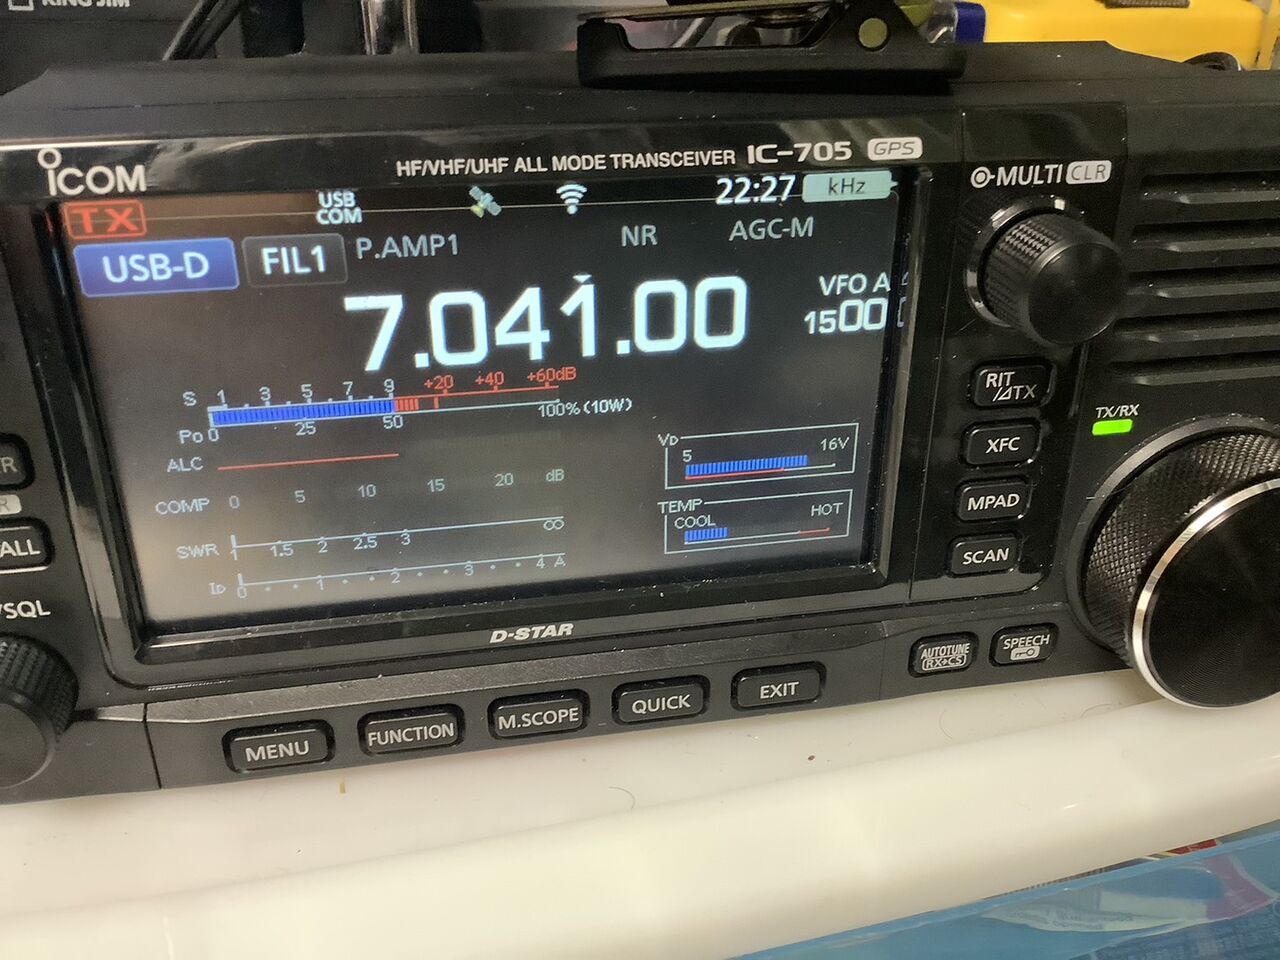 KING JIM
ICOM
HF/VHF/UHF ALL MODE TRANSCEIVER IC-705 GPS
MULTI CLR
TX
USB COM
22:27
kHz
USB-D
FIL1
P.AMP1
NR
AGC-M
7.041.00
VFO A
1500
S 1 3 5 7 9 +20 +40 +60dB
Po 0 25 50 100% (10W)
ALC
COMP 0 5 10 15 20 dB
SWR 1 1.5 2 2.5 3 ∞
ID 0 1 2 3 4 A
VD 5 16V
TEMP
COOL HOT
RIT/⊿TX
XFC
MPAD
SCAN
TX/RX
ALL
/SQL
D-STAR
AUTOTUNE
RX→CS
SPEECH
MENU
FUNCTION
M.SCOPE
QUICK
EXIT